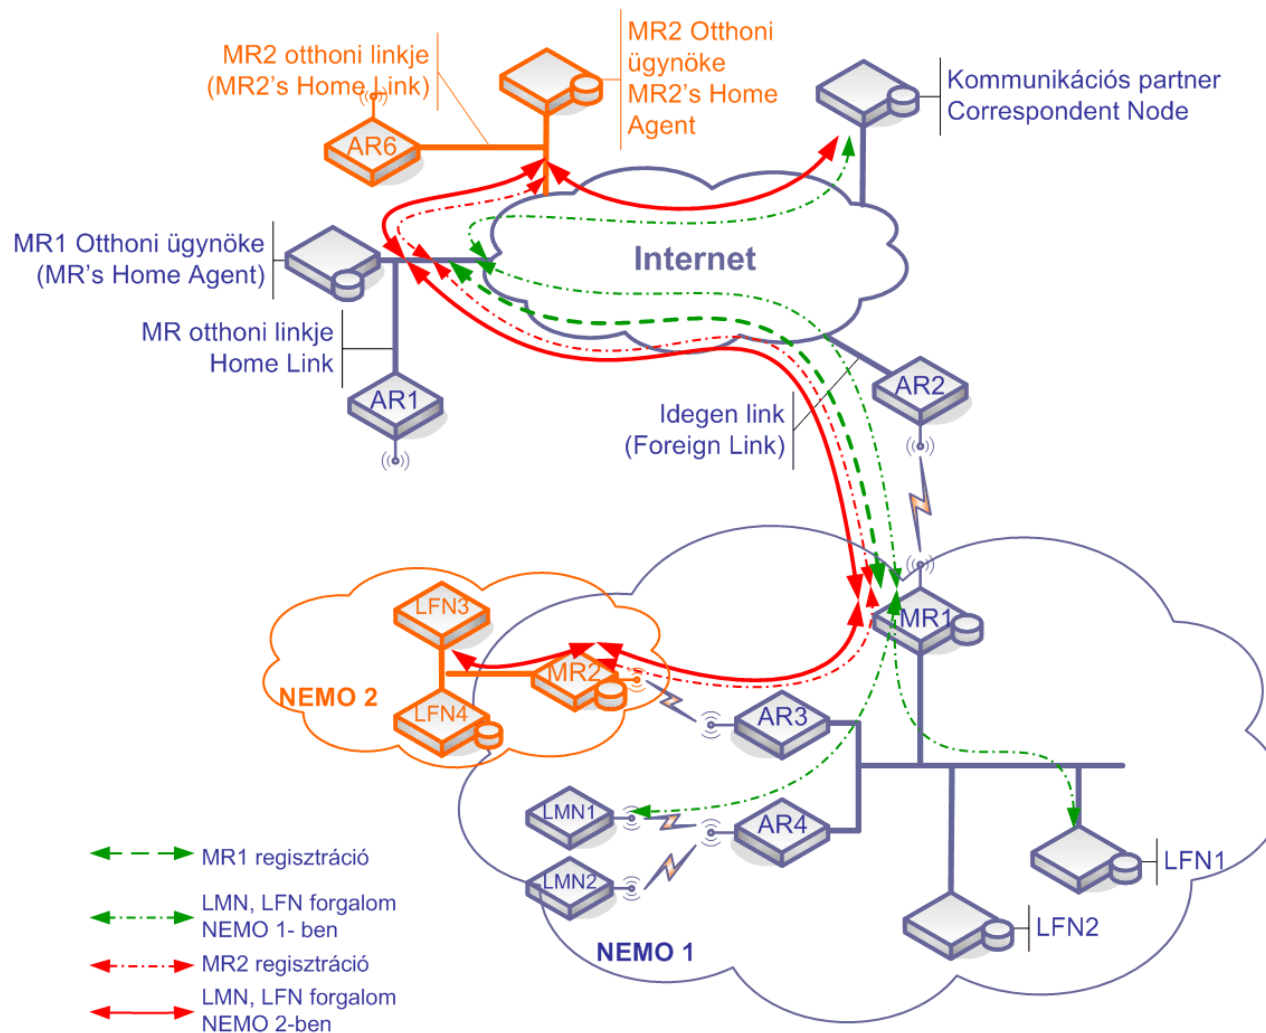 MR2 otthoni linkje
(MR2's Home Link)
MR2 Otthoni
ügynöke
MR2's Home
Agent
Kommunikációs partner
Correspondent Node
AR6
MR1 Otthoni ügynöke
(MR's Home Agent)
Internet
MR otthoni linkje
Home Link
AR1
AR2
Idegen link
(Foreign Link)
LFN3
MR1
MR2
NEMO 2
LFN4
AR3
LMN1
AR4
LMN2
LFN1
LFN2
NEMO 1
MR1 regisztráció
LMN, LFN forgalom
NEMO 1- ben
MR2 regisztráció
LMN, LFN forgalom
NEMO 2-ben